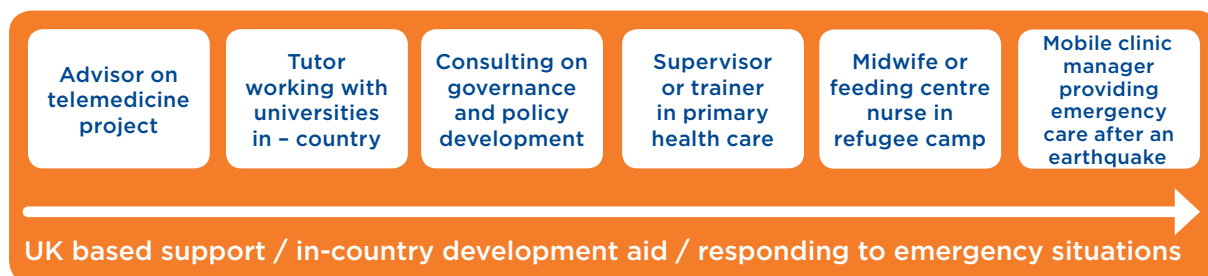 Advisor on
telemedicine
project
Tutor
working with
universities
in – country
Consulting on
governance
and policy
development
Supervisor
or trainer
in primary
health care
Midwife or
feeding centre
nurse in
refugee camp
Mobile clinic
manager
providing
emergency
care after an
earthquake
UK based support / in-country development aid / responding to emergency situations